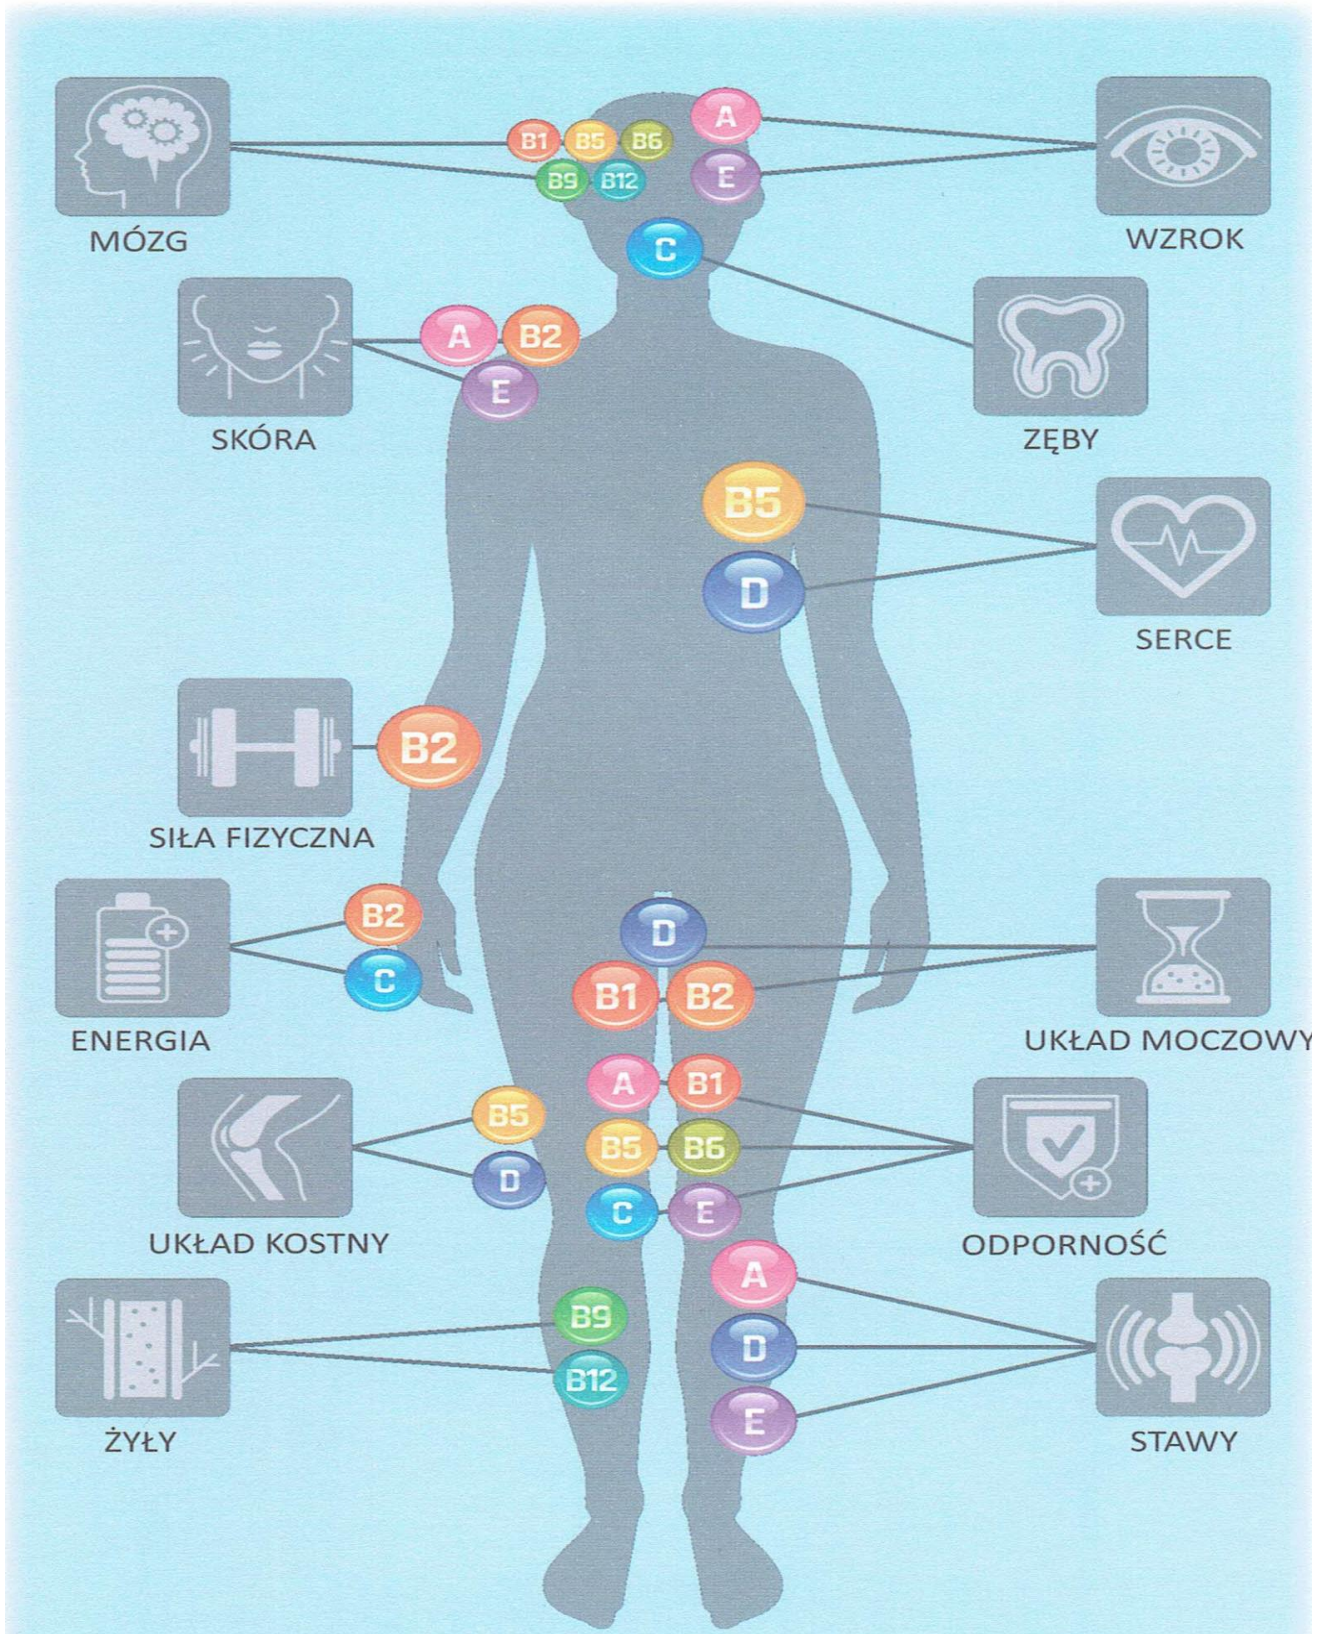 A
B1 B5 B6
E
B9 B12
MÓZG
WZROK
C
A B2
E
SKÓRA
ZĘBY
B5
D
SERCE
B2
SIŁA FIZYCZNA
B2
C
ENERGIA
D
B1 B2
UKŁAD MOCZOWY
A B1
B5
B5 B6
D
C E
UKŁAD KOSTNY
ODPORNOŚĆ
A
B9
D
B12
E
ŻYŁY
STAWY